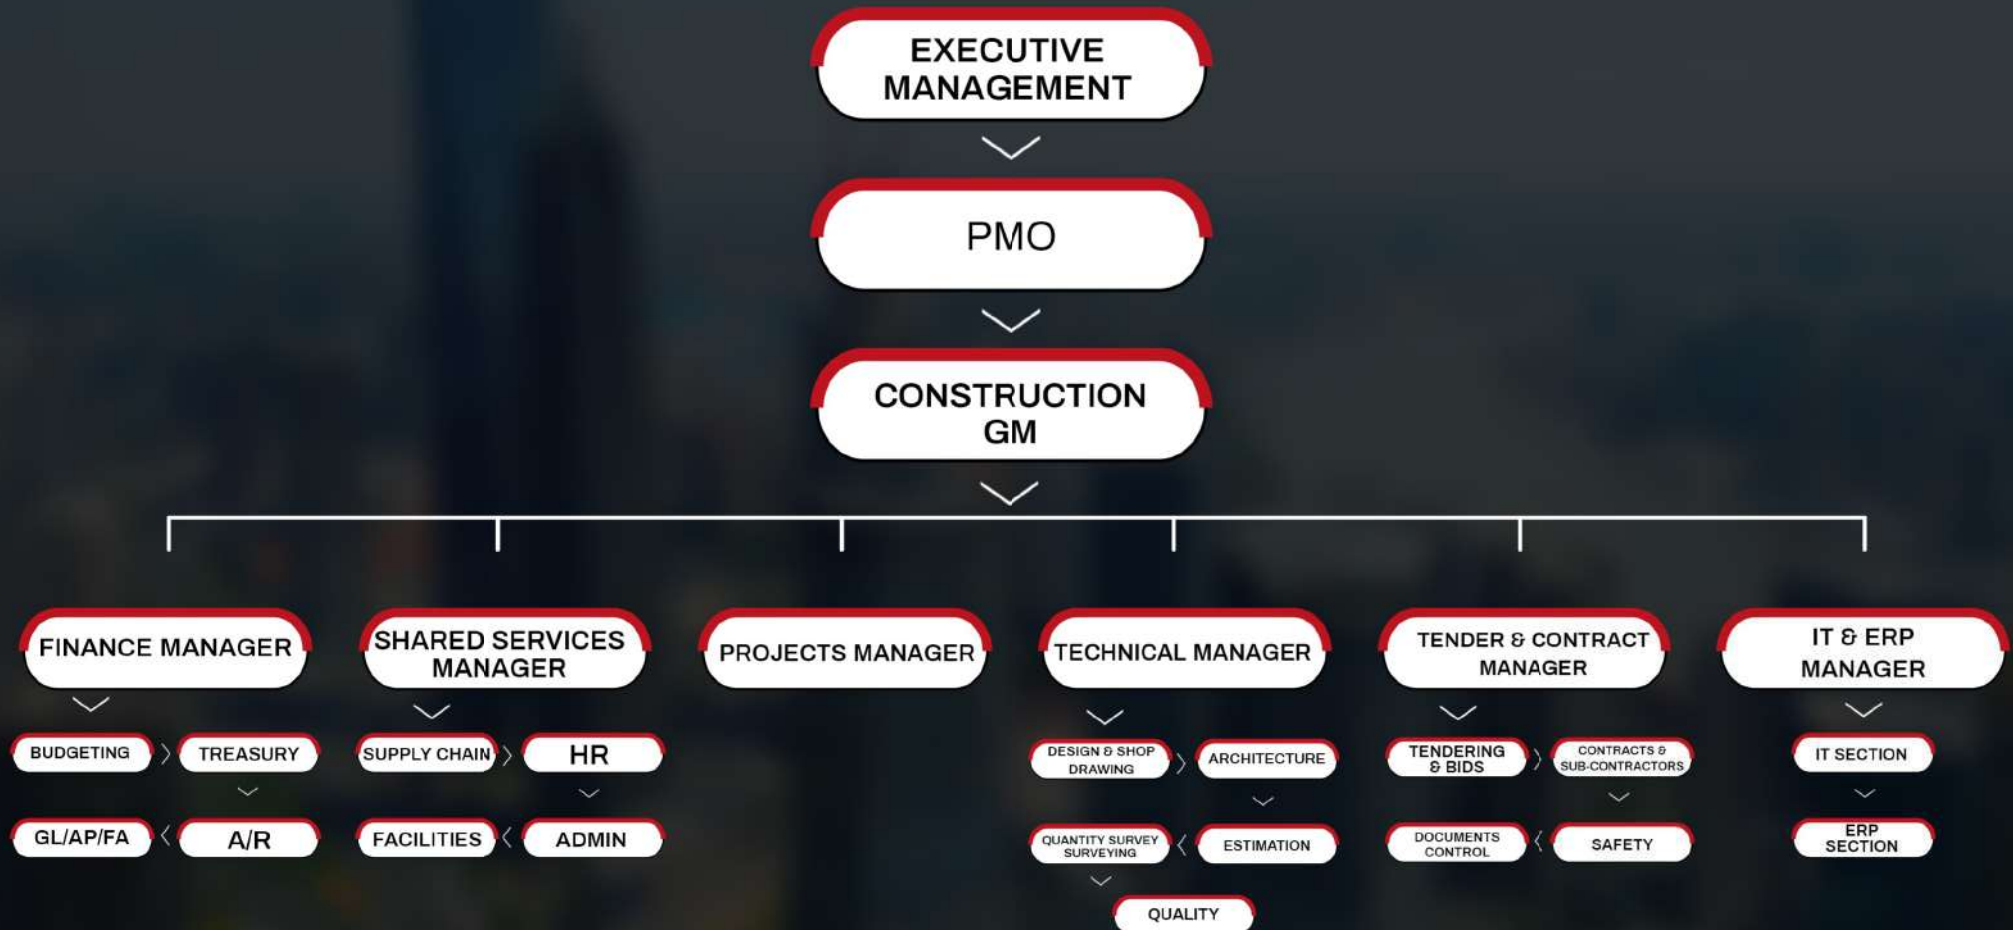 EXECUTIVE
MANAGEMENT
PMO
CONSTRUCTION
GM
FINANCE MANAGER
SHARED SERVICES
MANAGER
PROJECTS MANAGER
TECHNICAL MANAGER
TENDER & CONTRACT
MANAGER
IT & ERP
MANAGER
BUDGETING
TREASURY
GL/AP/FA
A/R
SUPPLY CHAIN
HR
FACILITIES
ADMIN
DESIGN & SHOP
DRAWING
ARCHITECTURE
QUANTITY SURVEY
SURVEYING
ESTIMATION
QUALITY
TENDERING
& BIDS
CONTRACTS &
SUB-CONTRACTORS
DOCUMENTS
CONTROL
SAFETY
IT SECTION
ERP
SECTION